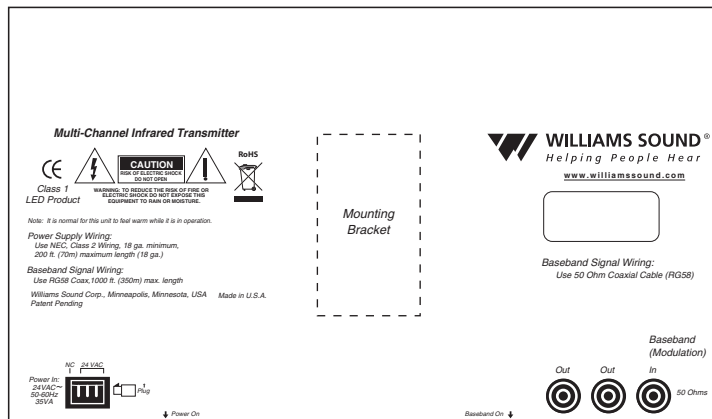 Multi-Channel Infrared Transmitter
CE
Class 1
LED Product
CAUTION
RISK OF ELECTRIC SHOCK
DO NOT OPEN
RoHS
WARNING: TO REDUCE THE RISK OF FIRE OR
ELECTRIC SHOCK DO NOT EXPOSE THIS
EQUIPMENT TO RAIN OR MOISTURE.
Note: It is normal for this unit to feel warm while it is in operation.
Power Supply Wiring:
Use NEC, Class 2 Wiring, 18 ga. minimum,
200 ft. (70m) maximum length (18 ga.)
Baseband Signal Wiring:
Use RG58 Coax,1000 ft. (350m) max. length
Williams Sound Corp., Minneapolis, Minnesota, USA Made in U.S.A.
Patent Pending
NC 24 VAC
Power In:
24VAC~
50-60Hz
35VA
1
Plug
Power On
Mounting
Bracket
WILLIAMS SOUND®
Helping People Hear
www.williamssound.com
Baseband Signal Wiring:
Use 50 Ohm Coaxial Cable (RG58)
Baseband
(Modulation)
Out Out In
50 Ohms
Baseband On